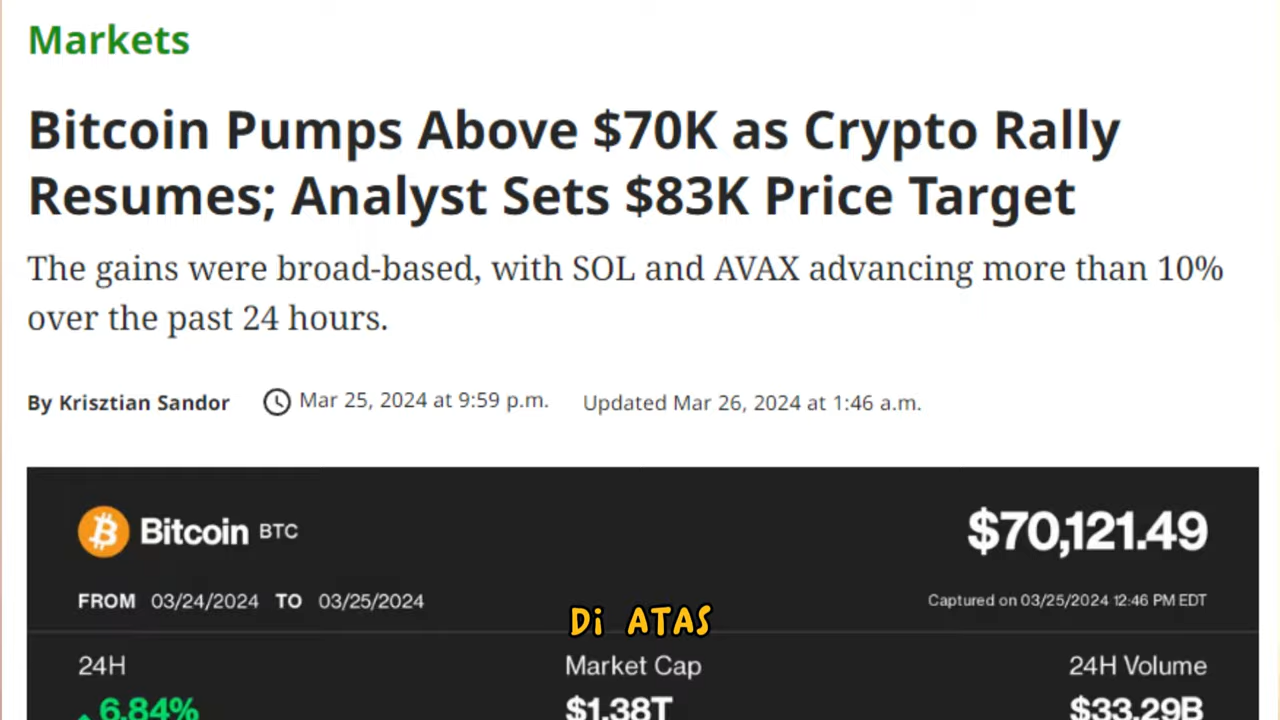 Markets
Bitcoin Pumps Above $70K as Crypto Rally
Resumes; Analyst Sets $83K Price Target
The gains were broad-based, with SOL and AVAX advancing more than 10%
over the past 24 hours.
By Krisztian Sandor Mar 25, 2024 at 9:59 p.m. Updated Mar 26, 2024 at 1:46 a.m.
Bitcoin BTC $70,121.49
FROM 03/24/2024 TO 03/25/2024 Captured on 03/25/2024 12:46 PM EDT
Di ATAS
24H Market Cap 24H Volume
6.84% $1.38T $33.29B